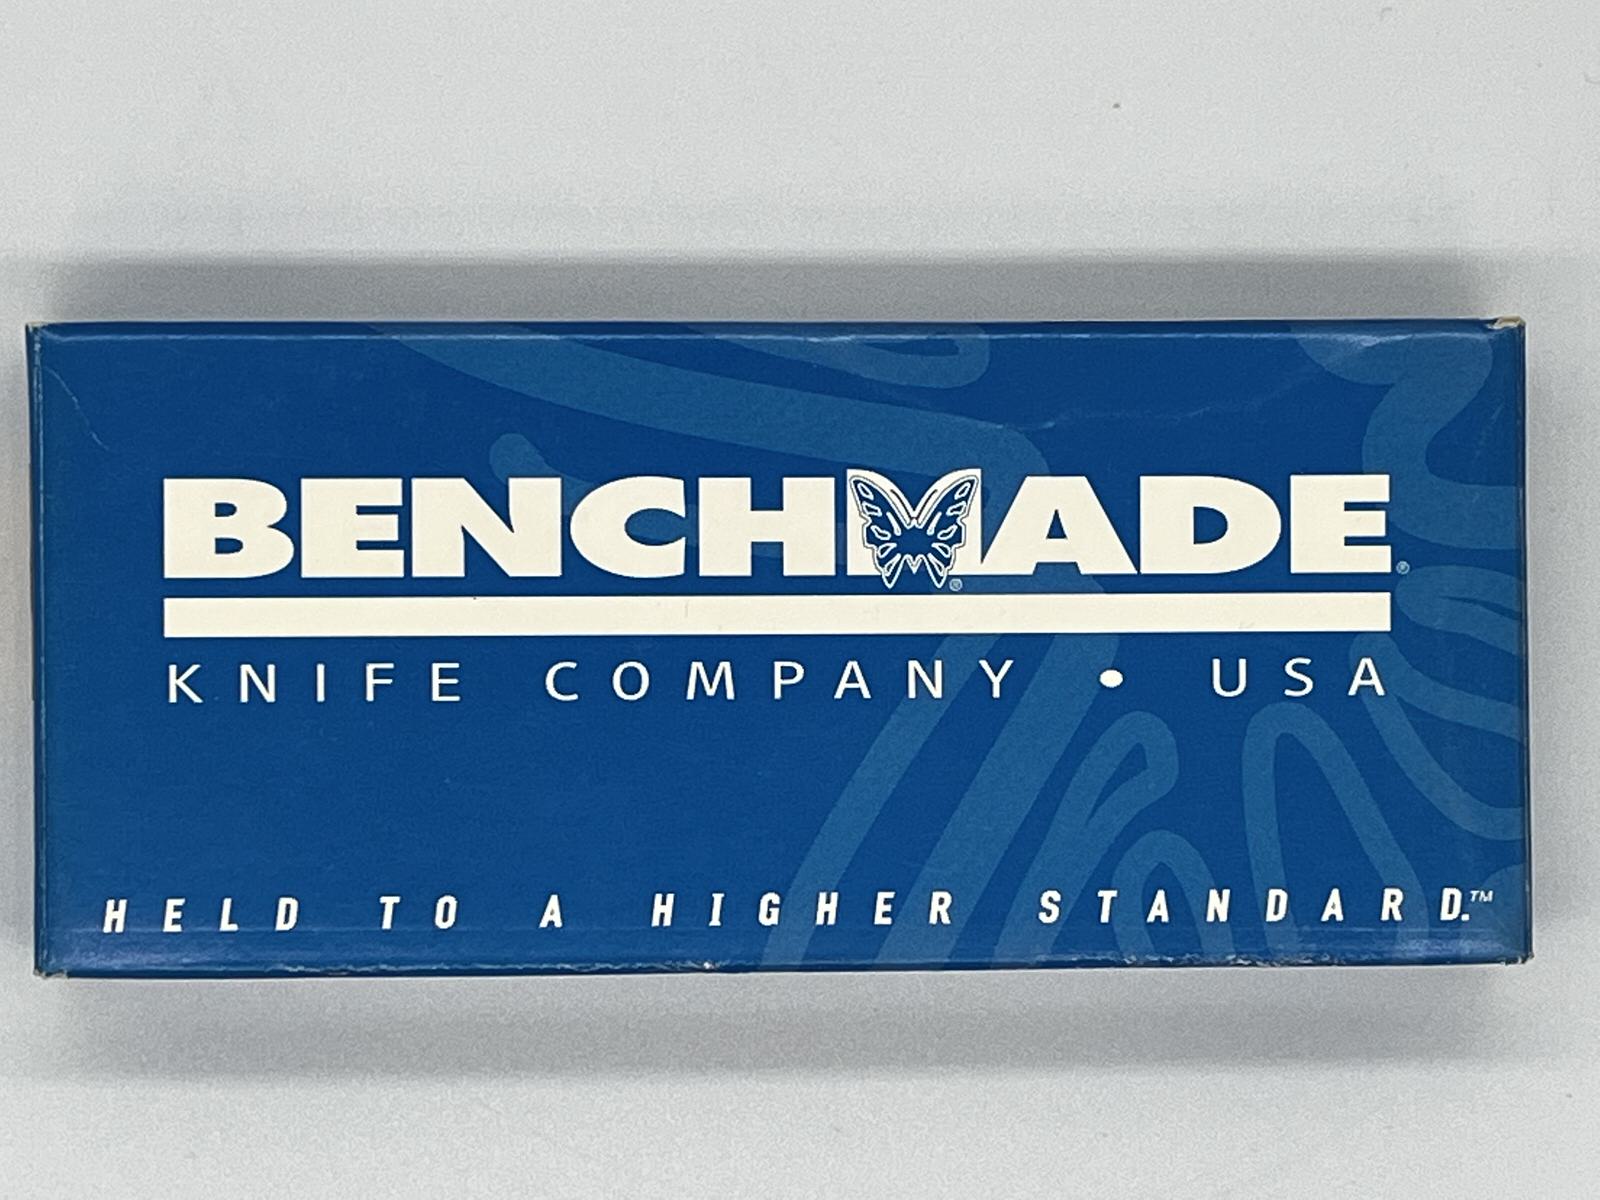 BENCHMADE®
®
KNIFE COMPANY • USA
HELD TO A HIGHER STANDARD.™